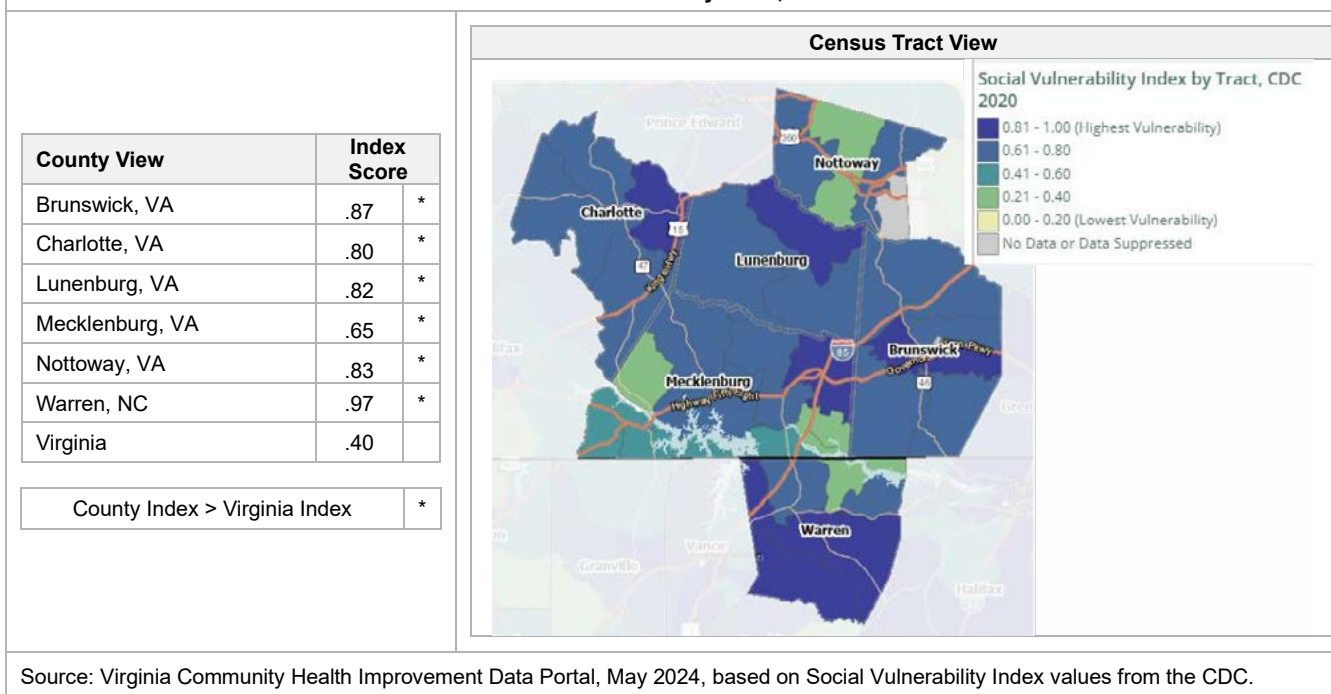 Census Tract View
County View Index Score
Brunswick, VA .87 *
Charlotte, VA .80 *
Lunenburg, VA .82 *
Mecklenburg, VA .65 *
Nottoway, VA .83 *
Warren, NC .97 *
Virginia .40
County Index > Virginia Index *
Social Vulnerability Index by Tract, CDC
2020
0.81 - 1.00 (Highest Vulnerability)
0.61 - 0.80
0.41 - 0.60
0.21 - 0.40
0.00 - 0.20 (Lowest Vulnerability)
No Data or Data Suppressed
Prince Edward
360
Nottoway
Charlotte
15
47
Lunenburg
85
Brunswick
46
Mecklenburg
Warren
Vance
Granville
Halifax
Source: Virginia Community Health Improvement Data Portal, May 2024, based on Social Vulnerability Index values from the CDC.